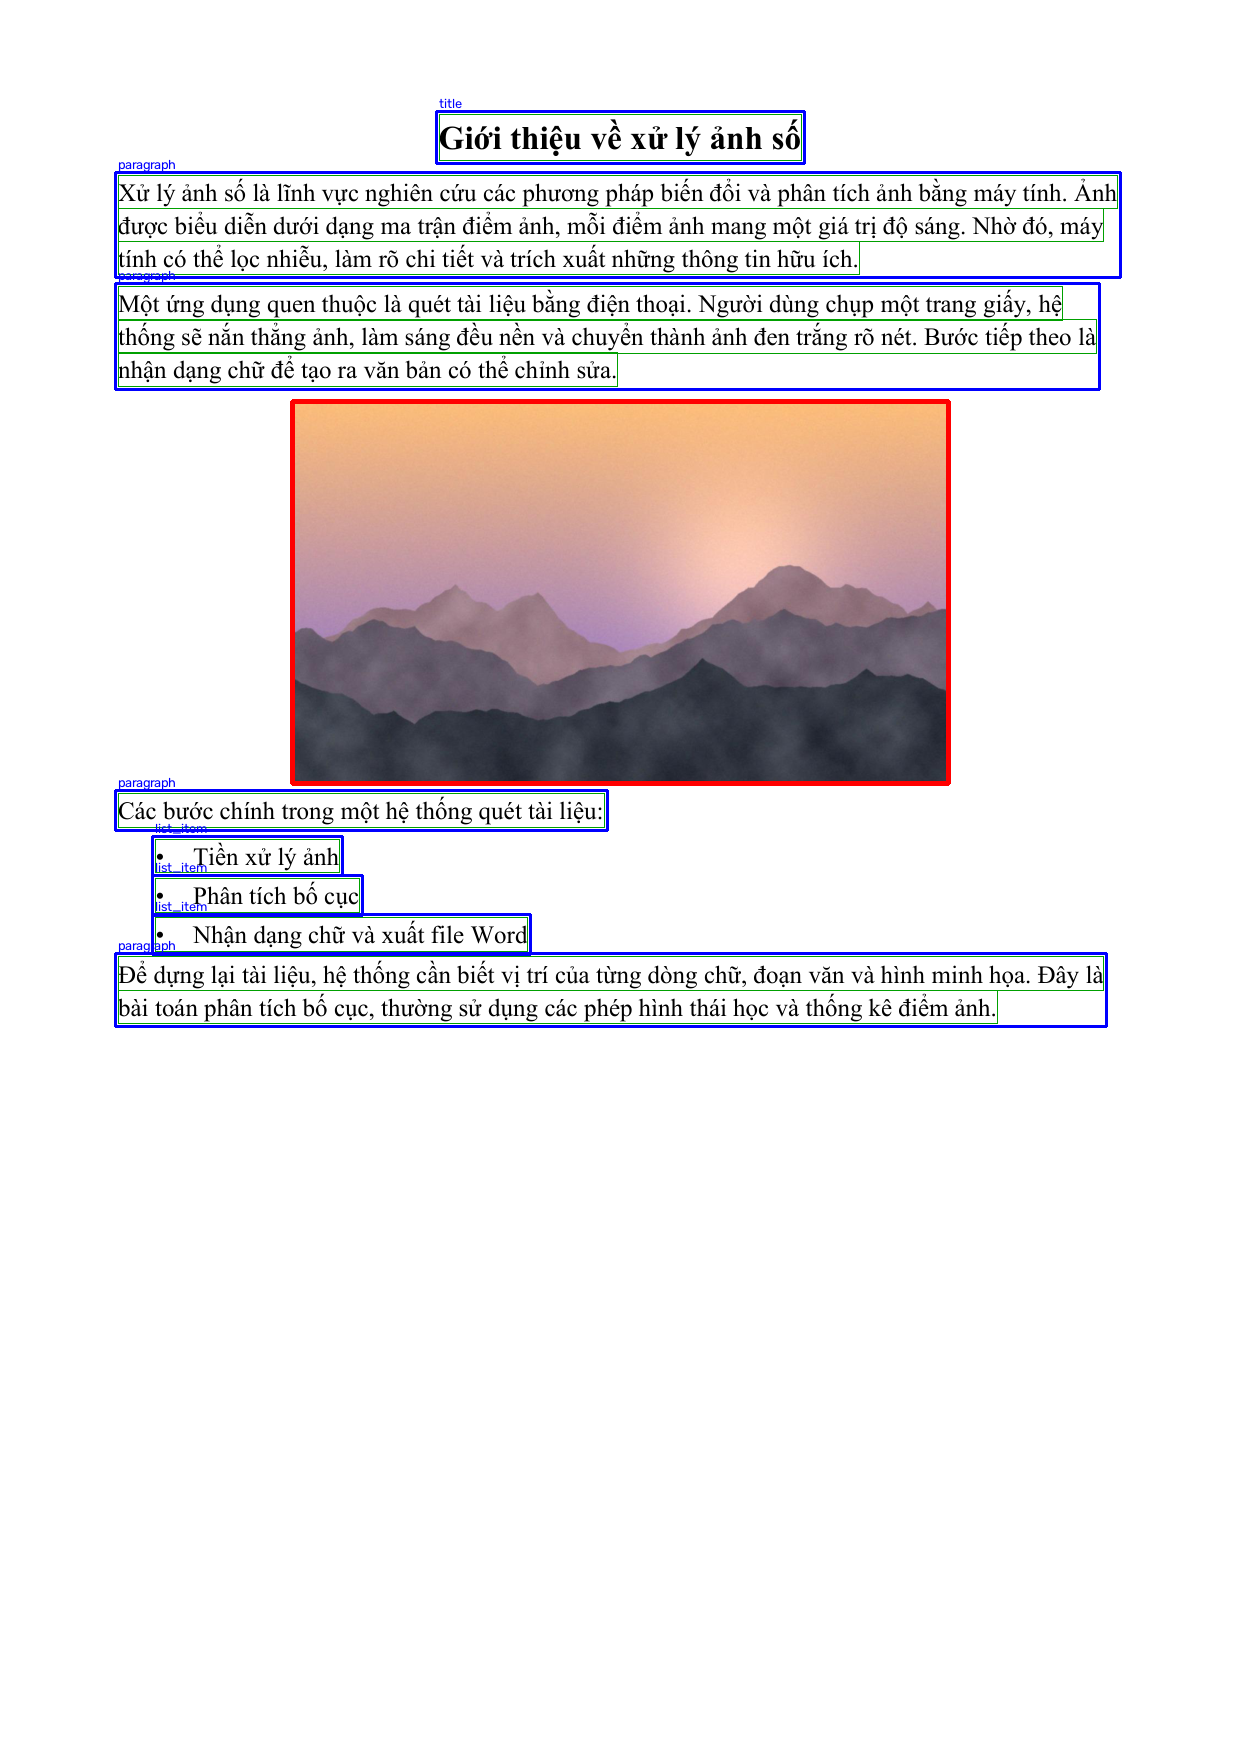 title
Giới thiệu về xử lý ảnh số
paragraph
Xử lý ảnh số là lĩnh vực nghiên cứu các phương pháp biến đổi và phân tích ảnh bằng máy tính. Ảnh
được biểu diễn dưới dạng ma trận điểm ảnh, mỗi điểm ảnh mang một giá trị độ sáng. Nhờ đó, máy
tính có thể lọc nhiễu, làm rõ chi tiết và trích xuất những thông tin hữu ích.
paragraph
Một ứng dụng quen thuộc là quét tài liệu bằng điện thoại. Người dùng chụp một trang giấy, hệ
thống sẽ nắn thẳng ảnh, làm sáng đều nền và chuyển thành ảnh đen trắng rõ nét. Bước tiếp theo là
nhận dạng chữ để tạo ra văn bản có thể chỉnh sửa.
paragraph
Các bước chính trong một hệ thống quét tài liệu:
list_item
• Tiền xử lý ảnh
list_item
• Phân tích bố cục
list_item
• Nhận dạng chữ và xuất file Word
paragraph
Để dựng lại tài liệu, hệ thống cần biết vị trí của từng dòng chữ, đoạn văn và hình minh họa. Đây là
bài toán phân tích bố cục, thường sử dụng các phép hình thái học và thống kê điểm ảnh.